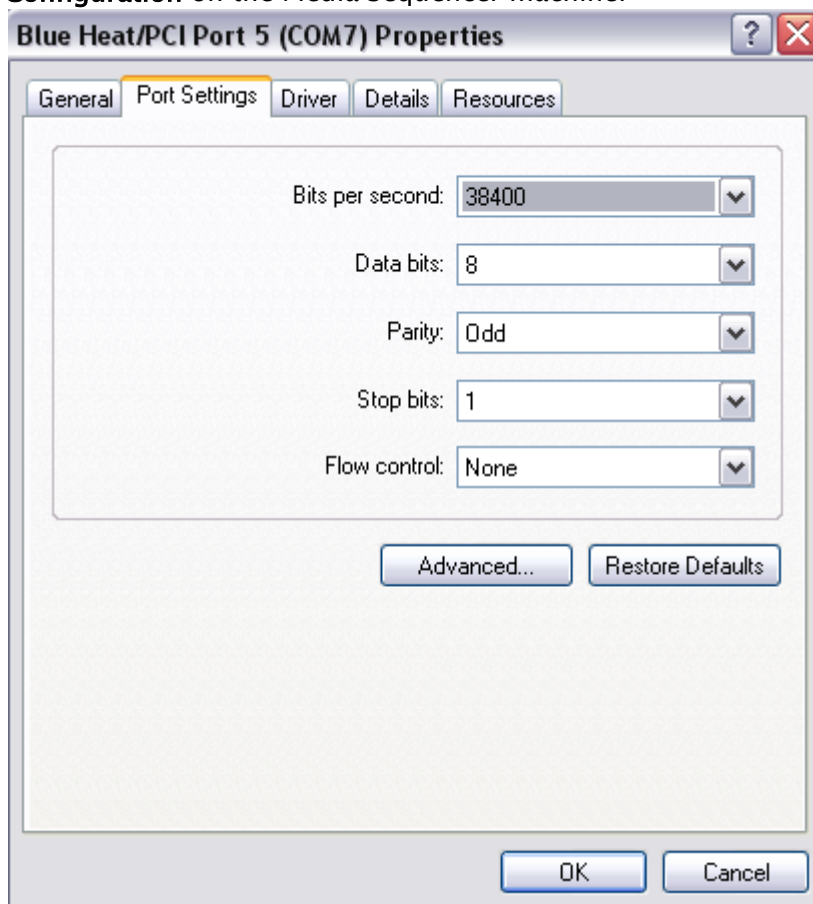 Configuration on the Media Sequencer machine.
Blue Heat/PCI Port 5 (COM7) Properties
General Port Settings Driver Details Resources
Bits per second: 38400
Data bits: 8
Parity: Odd
Stop bits: 1
Flow control: None
Advanced... Restore Defaults
OK Cancel